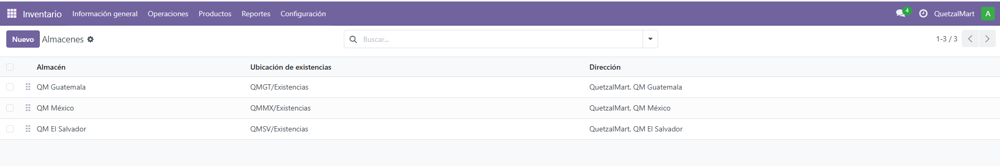 Inventario Información general Operaciones Productos Reportes Configuración 4 QuetzalMart A
Nuevo Almacenes Buscar... 1-3 / 3
Almacén Ubicación de existencias Dirección
QM Guatemala QMGT/Existencias QuetzalMart, QM Guatemala
QM México QMMX/Existencias QuetzalMart, QM México
QM El Salvador QMSV/Existencias QuetzalMart, QM El Salvador